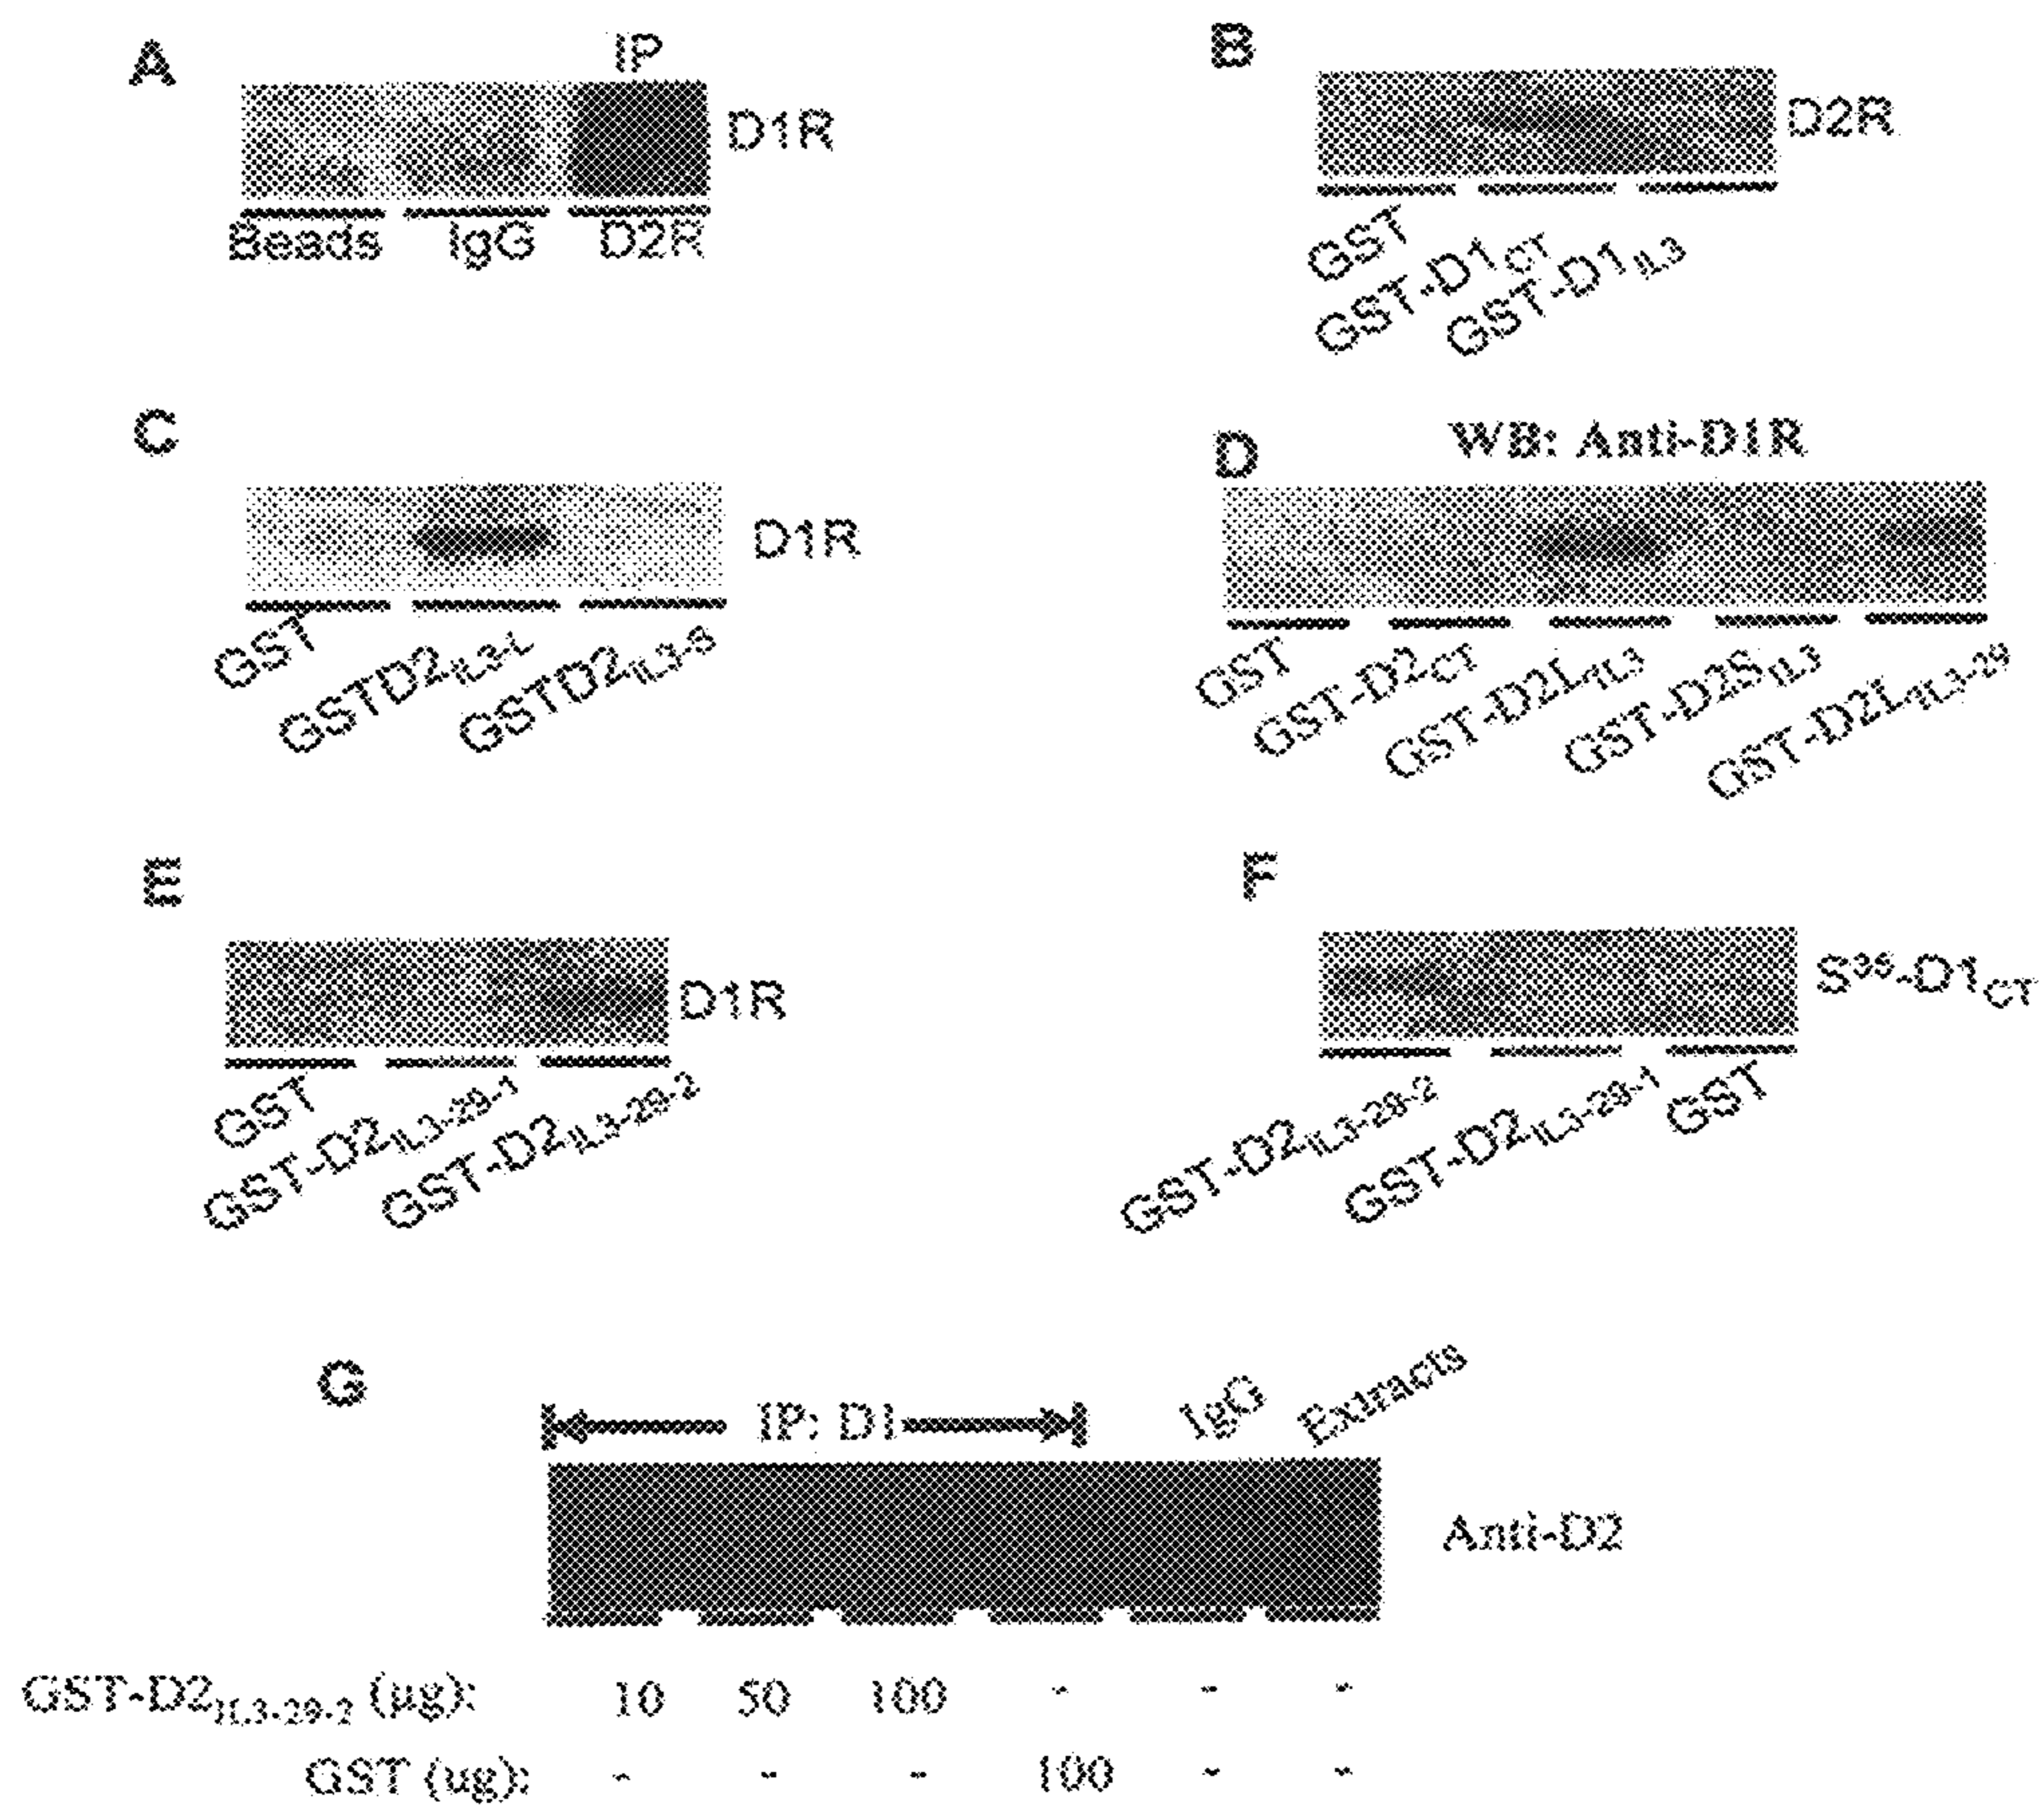 A
IP
D1R
Beads IgG D2R
B
D2R
GST
GST-D1CT
GST-D1IL3
C
D1R
GST
GSTD2IL3-L
GSTD2IL3-S
D
WB: Anti-D1R
GST
GST-D2CT
GST-D2LIL3
GST-D2SIL3
GST-D2LIL3-29
E
D1R
GST
GST-D2IL3-29-1
GST-D2IL3-29-2
F
S35-D1CT
GST-D2IL3-29-2
GST-D2IL3-29-1
GST
G
IP: D1 IgG Extracts
Anti-D2
GST-D2IL3-29-2 (µg): 10 50 100 - - -
GST (ug): - - - 100 - -